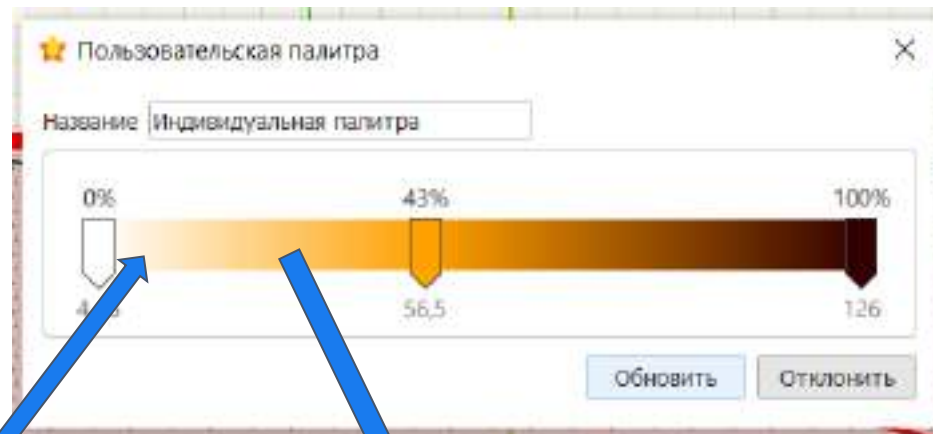 Пользовательская палитра
Название Индивидуальная палитра
0% 43% 100%
56,5 126
Обновить Отклонить